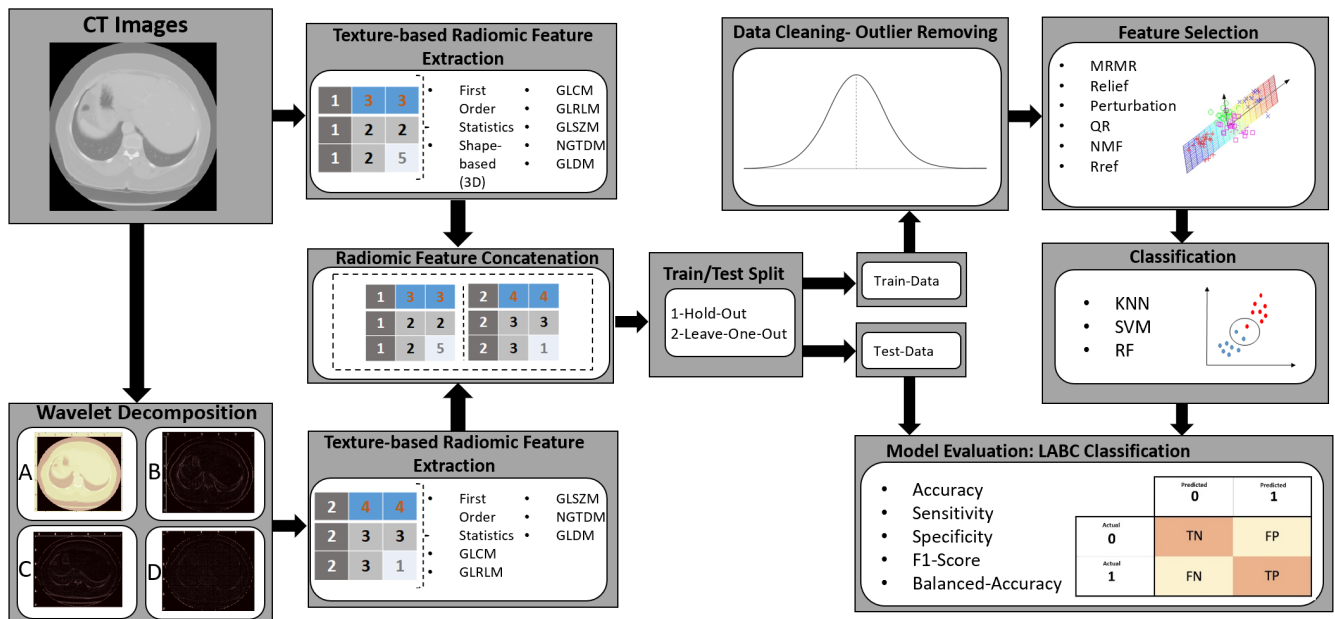 CT Images
Texture-based Radiomic Feature
Extraction
1 3 3
1 2 2
1 2 5
• First
Order
Statistics
• Shape-
based
(3D)
• GLCM
• GLRLM
• GLSZM
• NGTDM
• GLDM
Data Cleaning- Outlier Removing
Feature Selection
• MRMR
• Relief
• Perturbation
• QR
• NMF
• Rref
Radiomic Feature Concatenation
1 3 3
1 2 2
1 2 5
2 4 4
2 3 3
2 3 1
Train/Test Split
1-Hold-Out
2-Leave-One-Out
Train-Data
Test-Data
Classification
• KNN
• SVM
• RF
Wavelet Decomposition
A
B
C
D
Texture-based Radiomic Feature
Extraction
2 4 4
2 3 3
2 3 1
• First
Order
Statistics
• GLCM
• GLRLM
• GLSZM
• NGTDM
• GLDM
Model Evaluation: LABC Classification
• Accuracy
• Sensitivity
• Specificity
• F1-Score
• Balanced-Accuracy
Predicted
0
Predicted
1
Actual
0
TN
FP
Actual
1
FN
TP